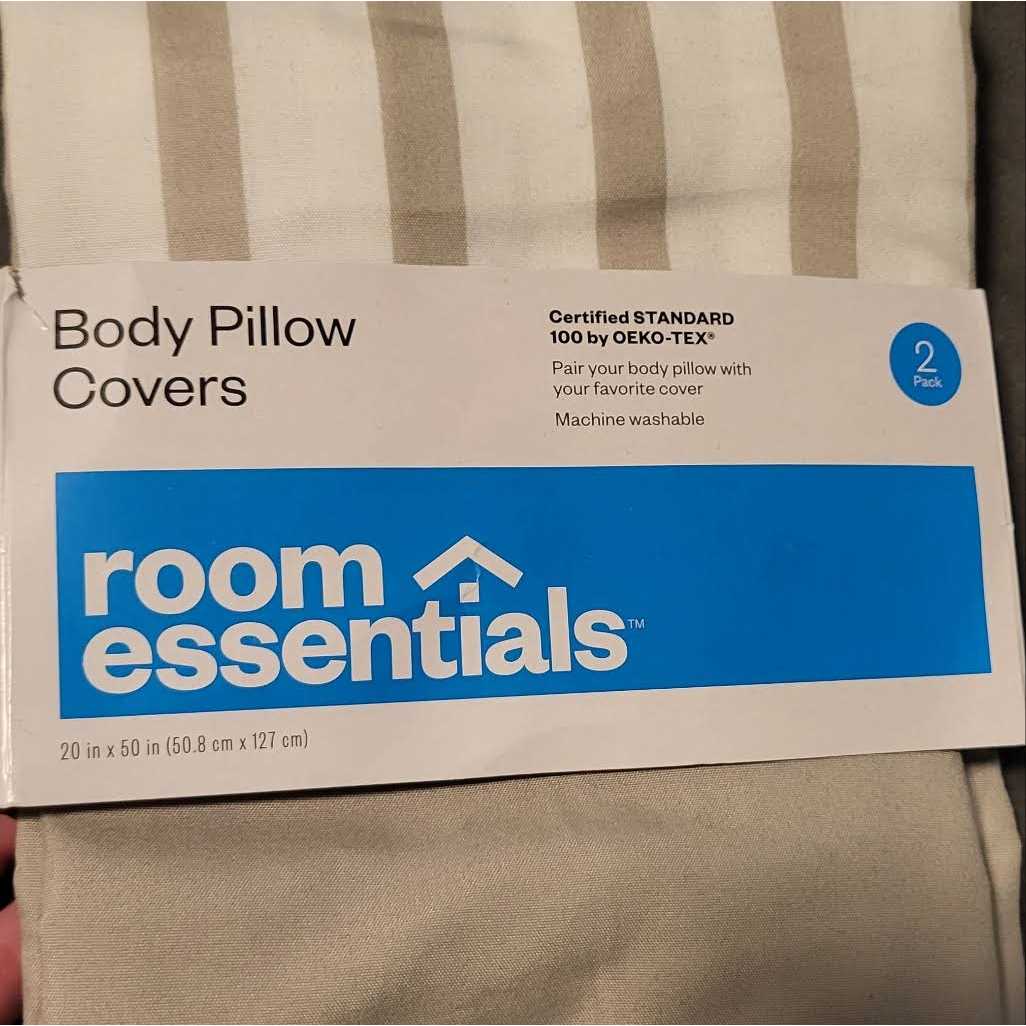 Body Pillow
Covers
Certified STANDARD
100 by OEKO-TEX®
Pair your body pillow with
your favorite cover
Machine washable
2
Pack
room
essentials™
20 in x 50 in (50.8 cm x 127 cm)